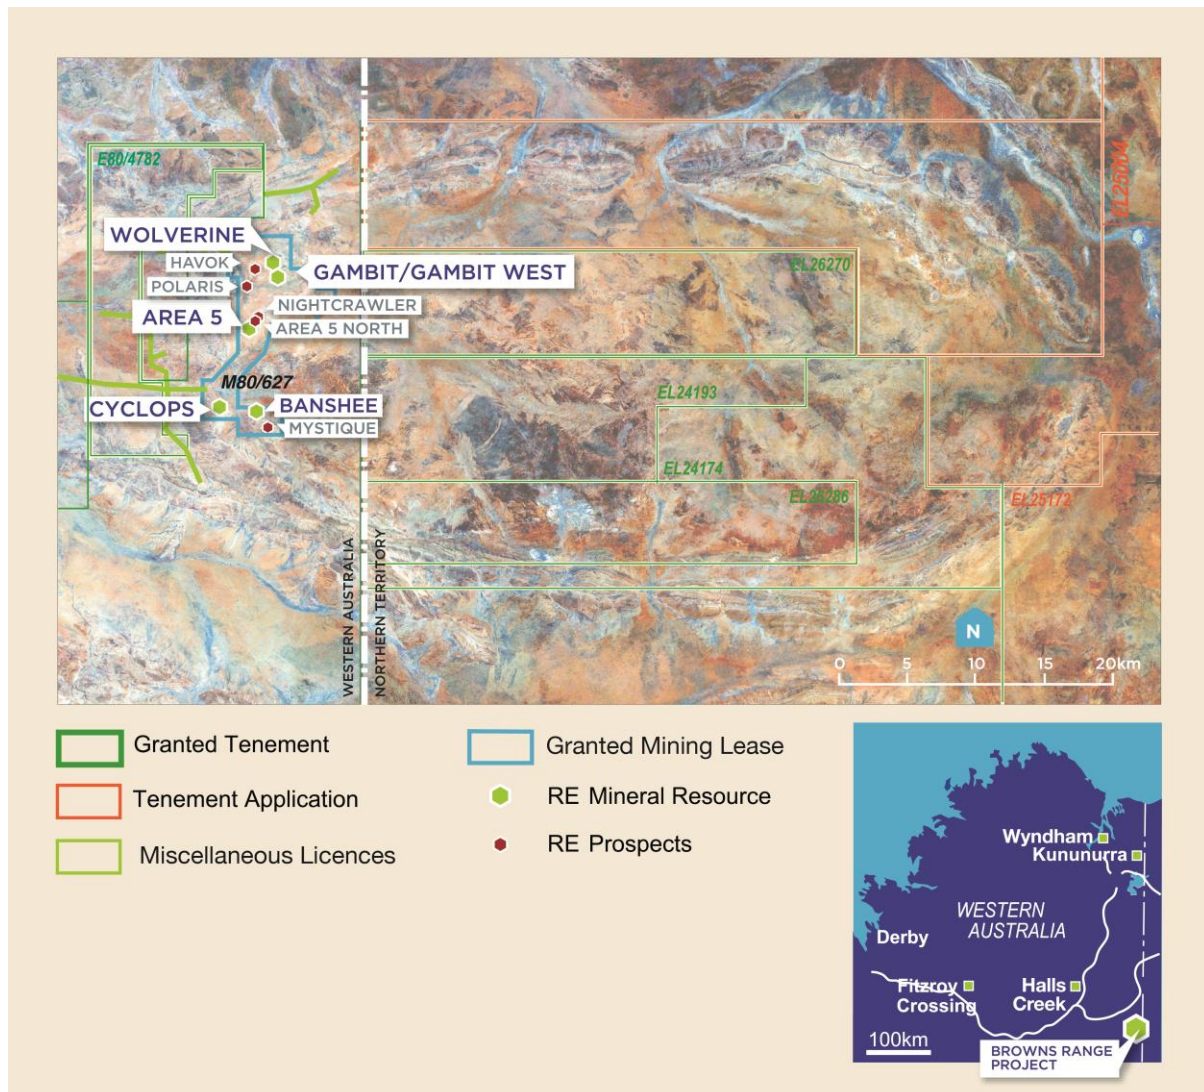 E80/4782
EL25004
WOLVERINE
HAVOK
GAMBIT/GAMBIT WEST
EL26270
POLARIS
NIGHTCRAWLER
AREA 5
AREA 5 NORTH
M80/627
EL24193
CYCLOPS
BANSHEE
MYSTIQUE
EL24174
EL26286
EL25172
WESTERN AUSTRALIA
NORTHERN TERRITORY
N
0 5 10 15 20km
Granted Tenement
Granted Mining Lease
Tenement Application
RE Mineral Resource
Miscellaneous Licences
RE Prospects
Wyndham
Kununurra
WESTERN
AUSTRALIA
Derby
Fitzroy
Crossing
Halls
Creek
100km
BROWNS RANGE
PROJECT